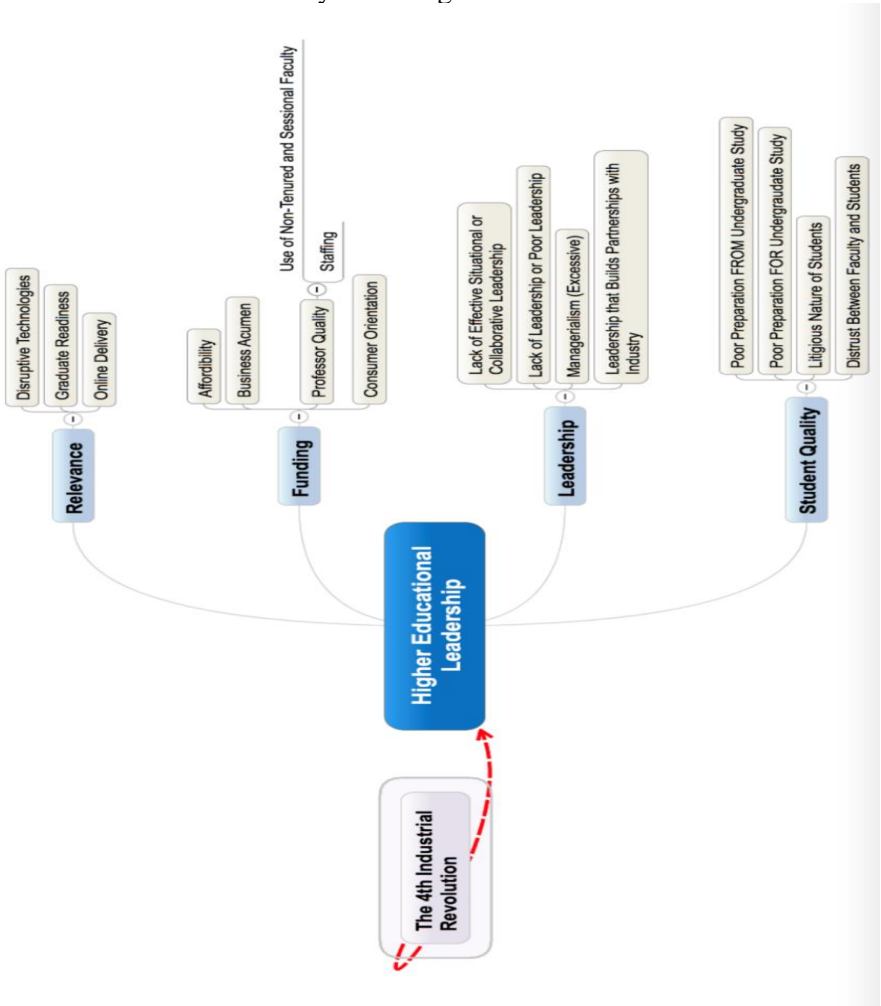 The 4th Industrial
Revolution
Higher Educational
Leadership
Relevance
Disruptive Technologies
Graduate Readiness
Online Delivery
Funding
Affordibility
Business Acumen
Professor Quality
Use of Non-Tenured and Sessional Faculty
Staffing
Consumer Orientation
Leadership
Lack of Effective Situational or
Collaborative Leadership
Lack of Leadership or Poor Leadership
Managerialism (Excessive)
Leadership that Builds Partnerships with
Industry
Student Quality
Poor Preparation FROM Undergraduate Study
Poor Preparation FOR Undergraudate Study
Litigious Nature of Students
Distrust Between Faculty and Students